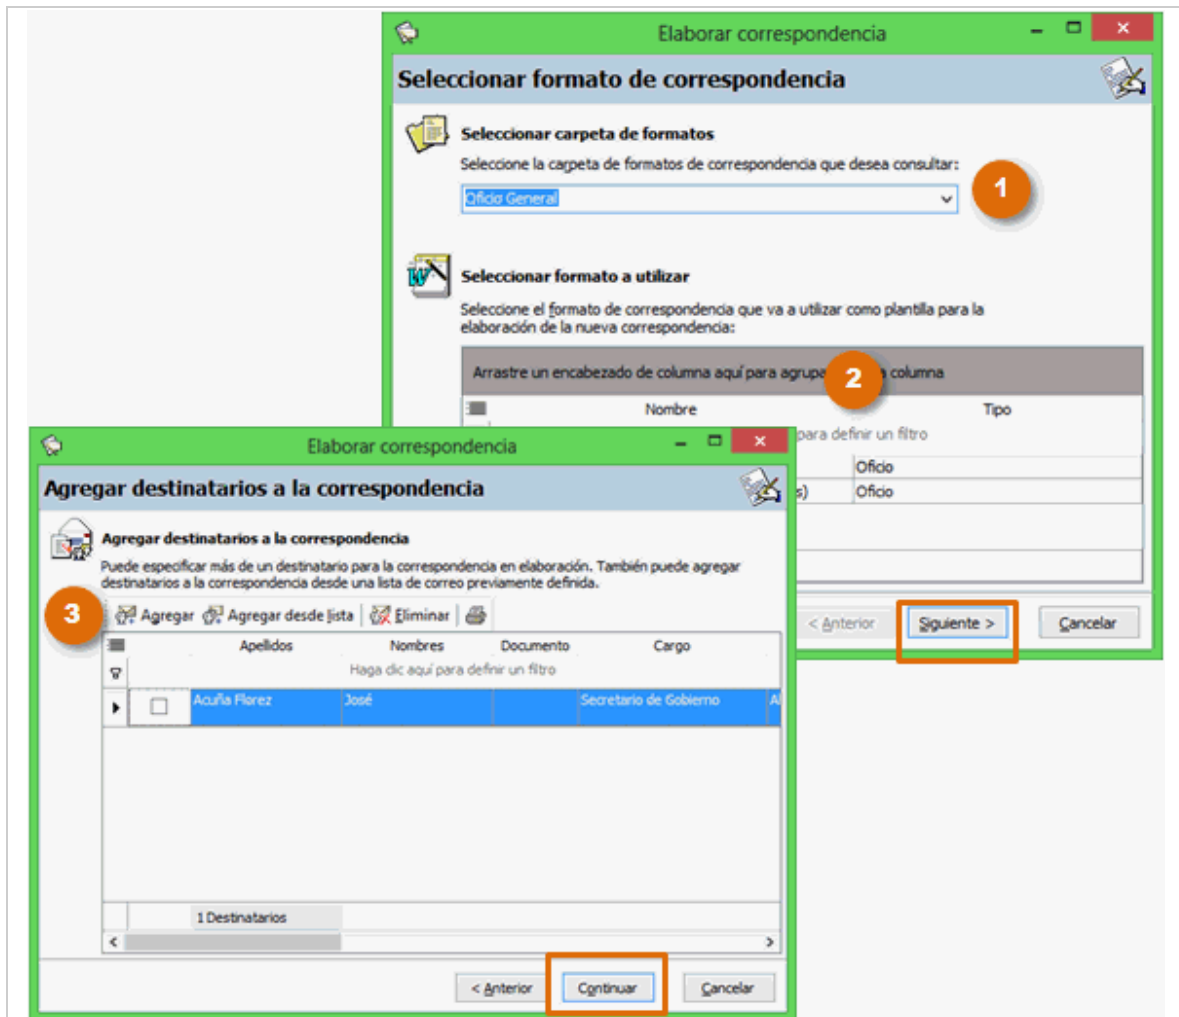 Elaborar correspondencia
Seleccionar formato de correspondencia
Seleccionar carpeta de formatos
Seleccione la carpeta de formatos de correspondencia que desea consultar:
Oficio General
1
Seleccionar formato a utilizar
Seleccione el formato de correspondencia que va a utilizar como plantilla para la
elaboración de la nueva correspondencia:
Arrastre un encabezado de columna aquí para agrupa 2 columna
Nombre Tipo
para definir un filtro
Oficio
s) Oficio
< Anterior Siguiente > Cancelar
Elaborar correspondencia
Agregar destinatarios a la correspondencia
Agregar destinatarios a la correspondencia
Puede especificar más de un destinatario para la correspondencia en elaboración. También puede agregar
destinatarios a la correspondencia desde una lista de correo previamente definida.
3 Agregar Agregar desde lista Eliminar
Apellidos Nombres Documento Cargo
Haga clic aquí para definir un filtro
Acuña Florez José Secretario de Gobierno
1 Destinatarios
< Anterior Continuar Cancelar